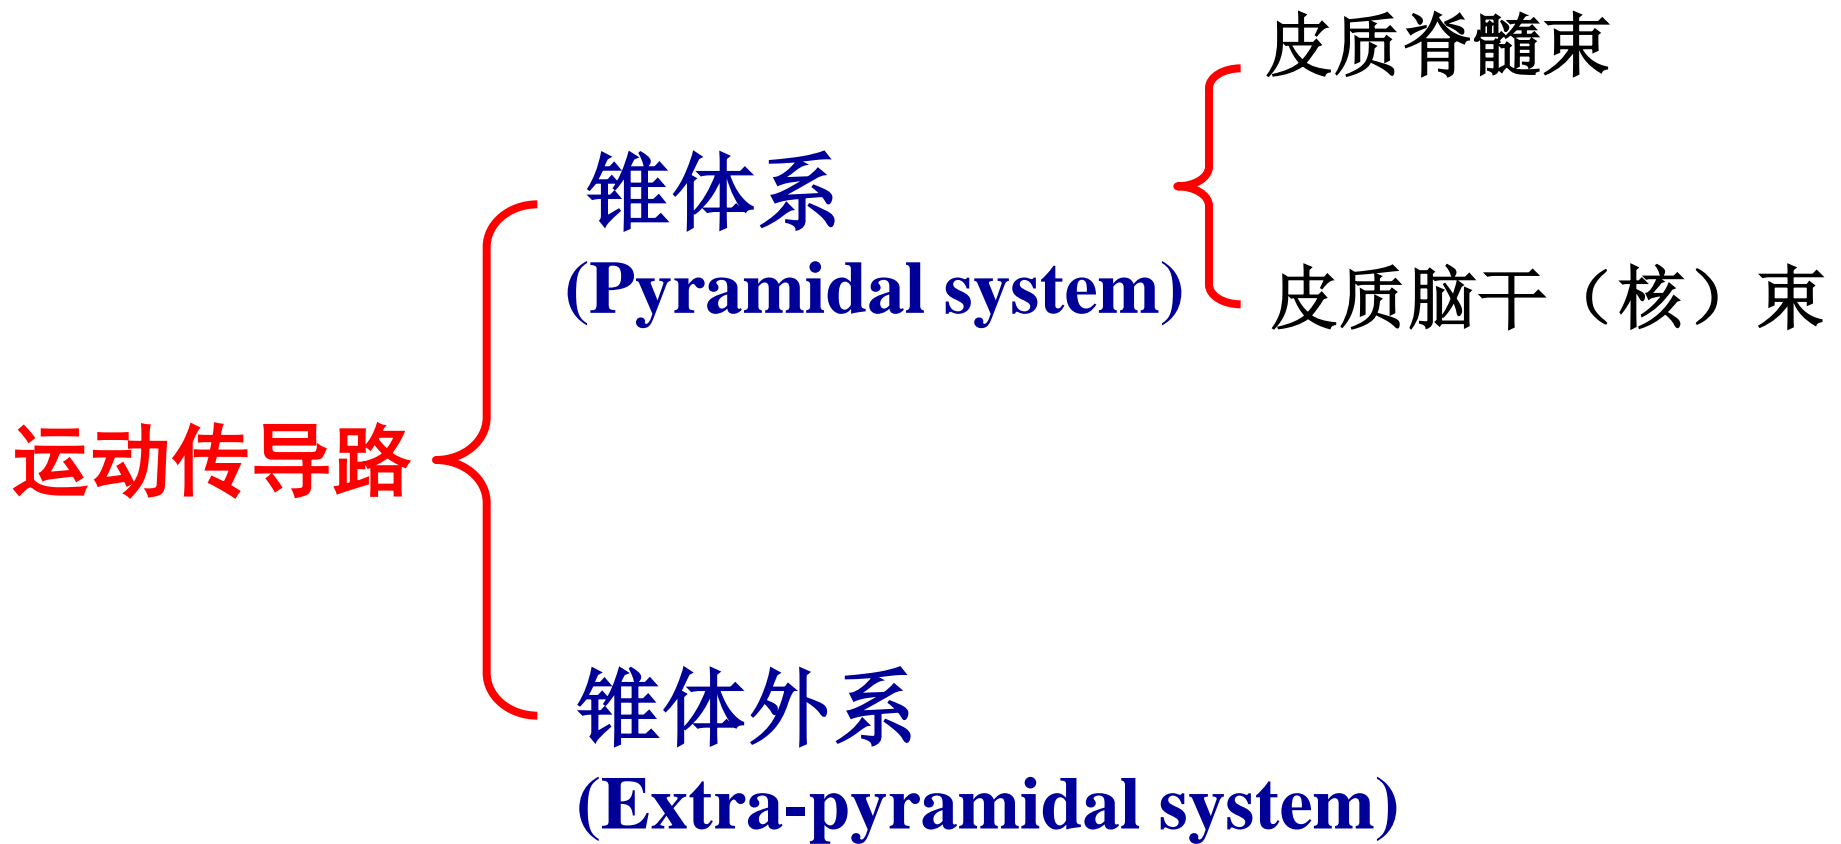 皮质脊髓束
锥体系
(Pyramidal system)
皮质脑干（核）束
运动传导路
锥体外系
(Extra-pyramidal system)